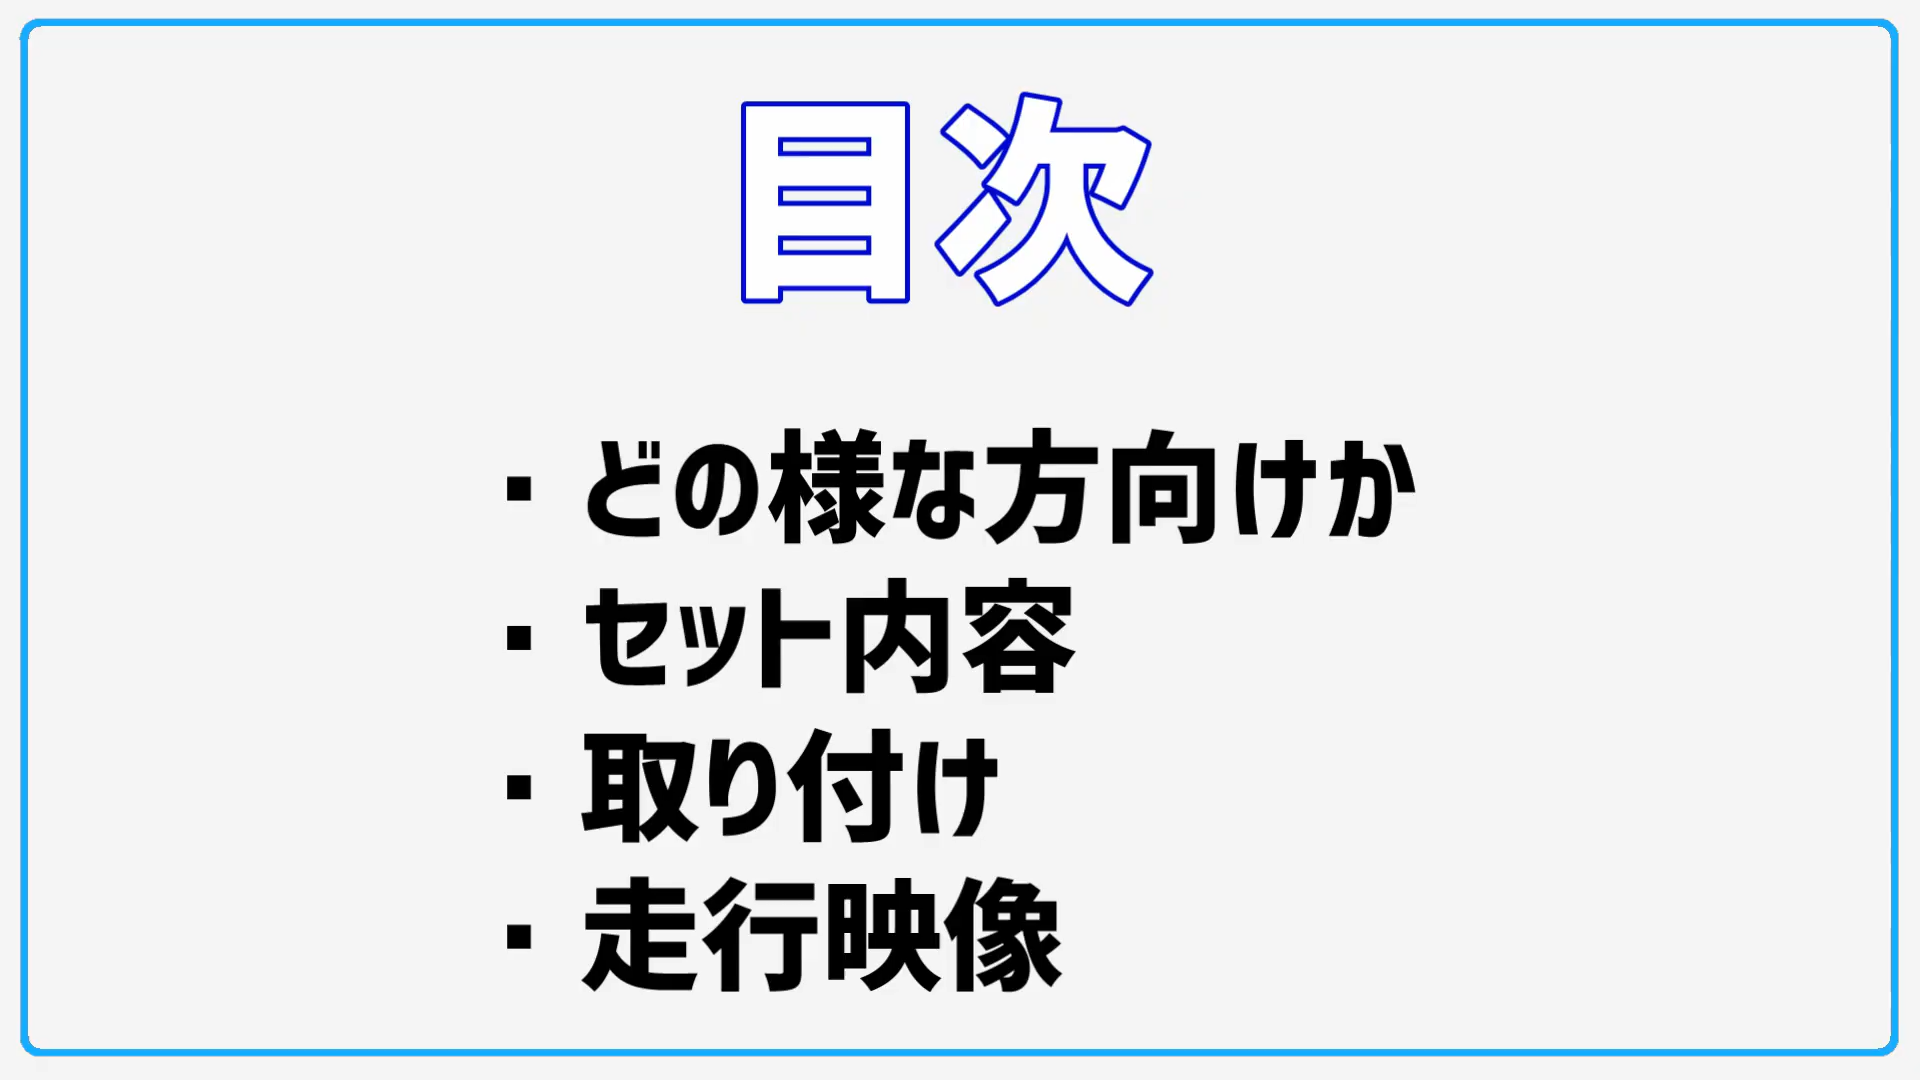 目次
・どの様な方向けか
・セット内容
・取り付け
・走行映像